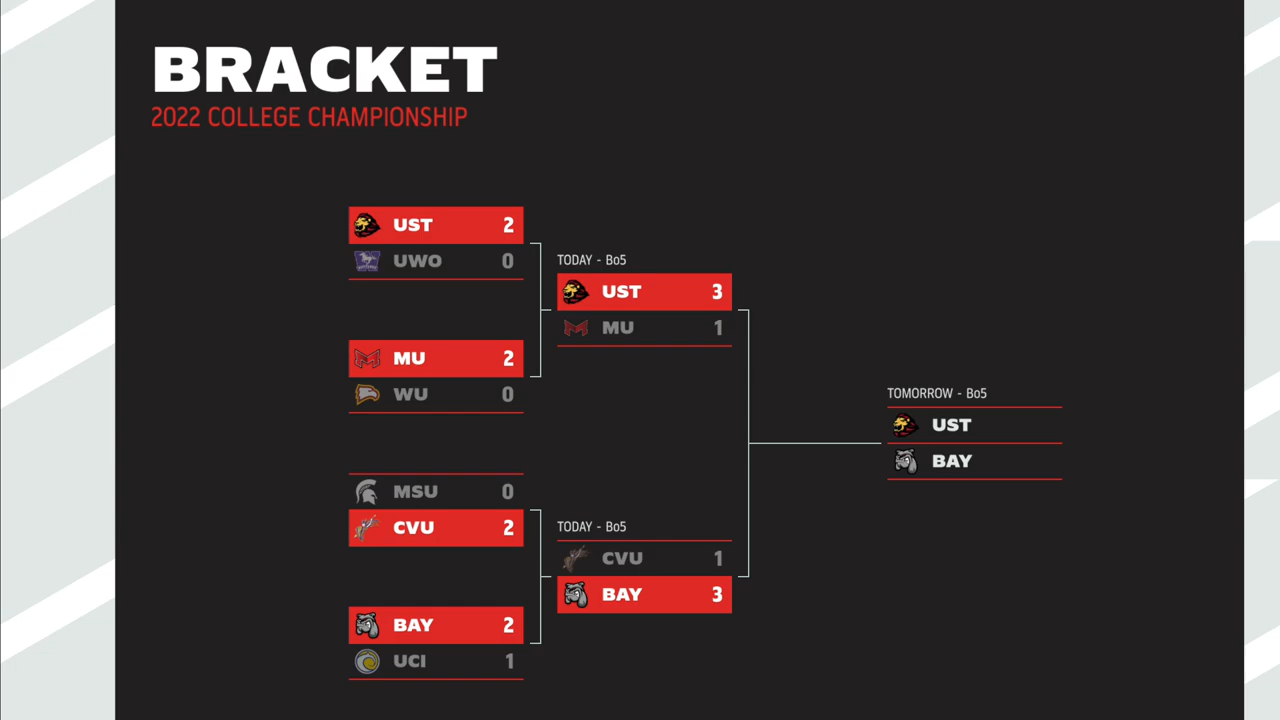 BRACKET
2022 COLLEGE CHAMPIONSHIP
UST 2
UWO 0
MU 2
WU 0
MSU 0
CVU 2
BAY 2
UCI 1
TODAY - Bo5
UST 3
MU 1
TODAY - Bo5
CVU 1
BAY 3
TOMORROW - Bo5
UST
BAY